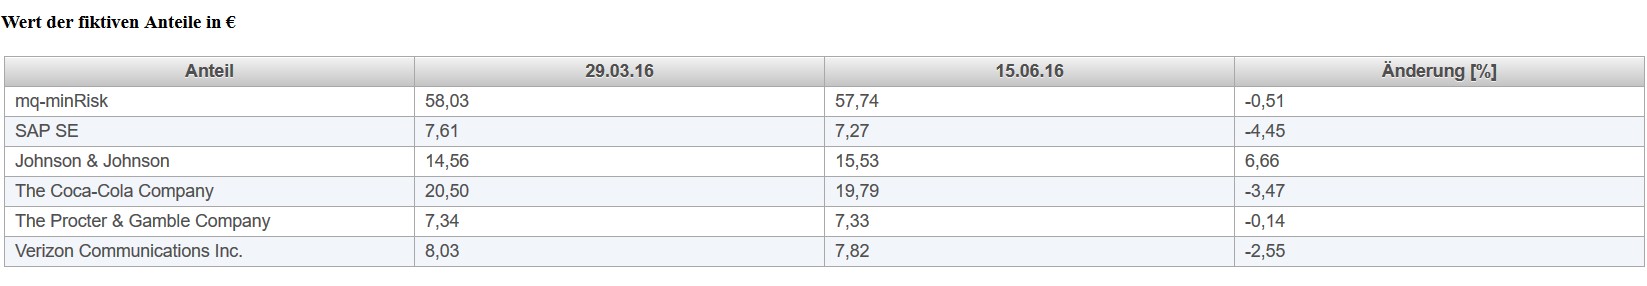 Wert der fiktiven Anteile in €
Anteil 29.03.16 15.06.16 Änderung [%]
mq-minRisk 58,03 57,74 -0,51
SAP SE 7,61 7,27 -4,45
Johnson & Johnson 14,56 15,53 6,66
The Coca-Cola Company 20,50 19,79 -3,47
The Procter & Gamble Company 7,34 7,33 -0,14
Verizon Communications Inc. 8,03 7,82 -2,55